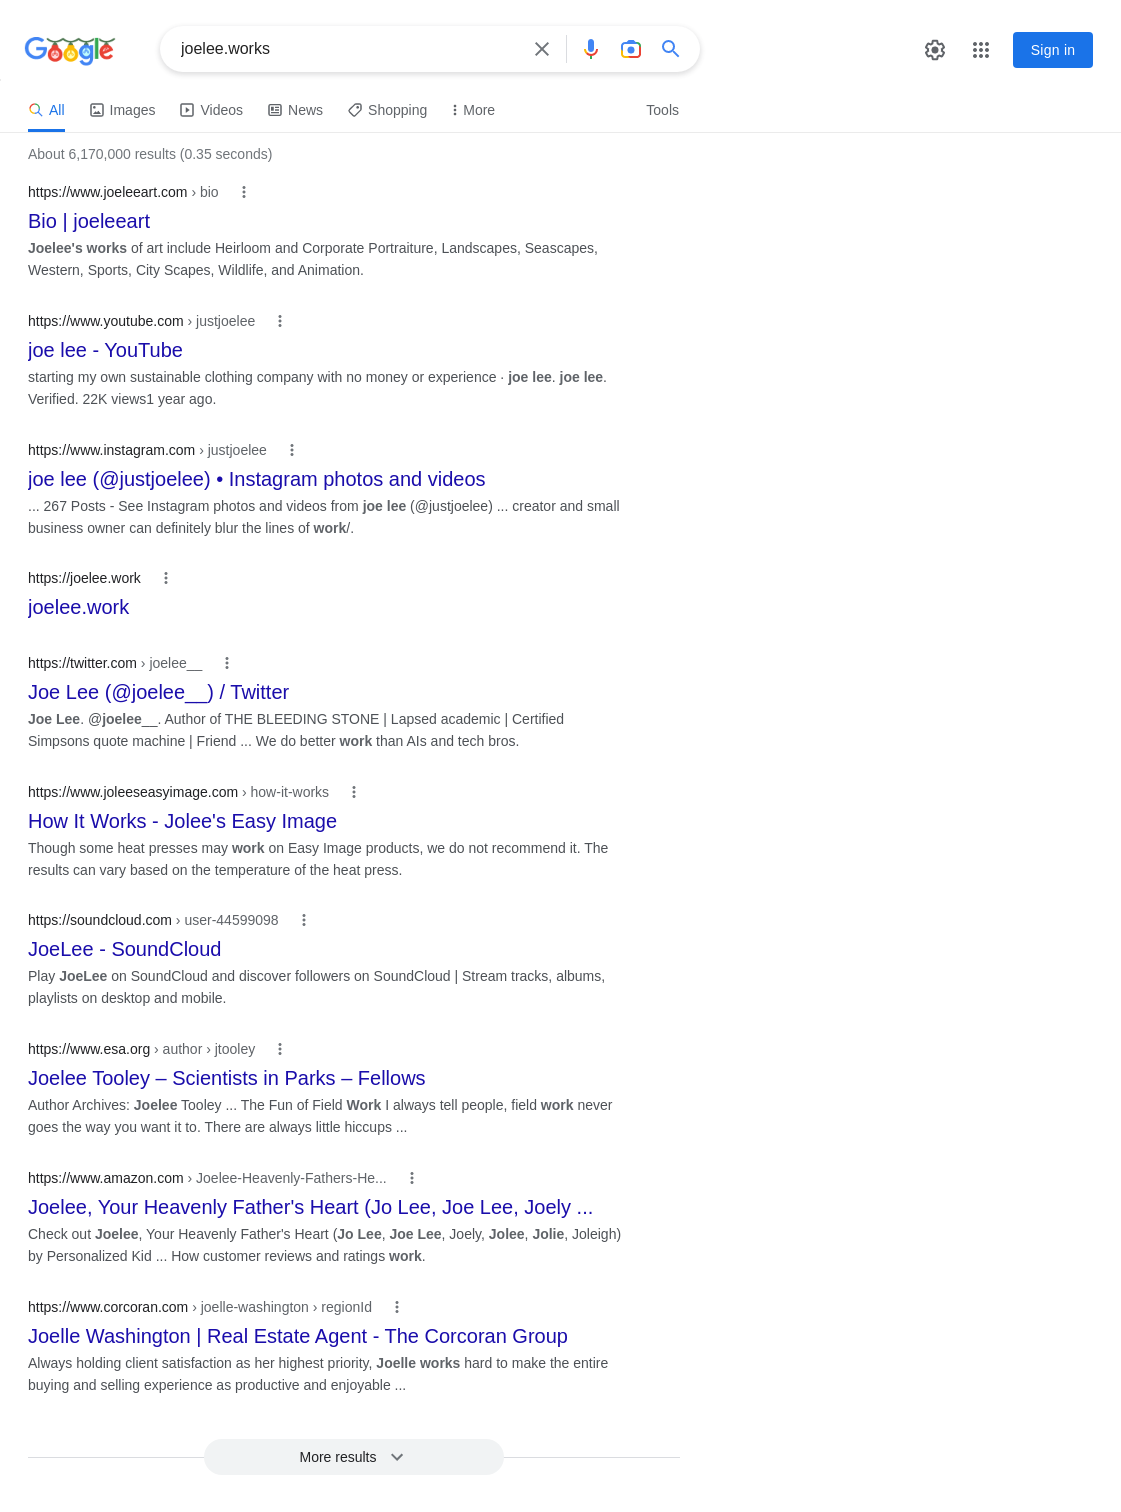 Google
joelee.works
Sign in
All Images Videos News Shopping More Tools
About 6,170,000 results (0.35 seconds)
https://www.joeleeart.com › bio
Bio | joeleeart
Joelee's works of art include Heirloom and Corporate Portraiture, Landscapes, Seascapes,
Western, Sports, City Scapes, Wildlife, and Animation.
https://www.youtube.com › justjoelee
joe lee - YouTube
starting my own sustainable clothing company with no money or experience · joe lee. joe lee.
Verified. 22K views1 year ago.
https://www.instagram.com › justjoelee
joe lee (@justjoelee) • Instagram photos and videos
... 267 Posts - See Instagram photos and videos from joe lee (@justjoelee) ... creator and small
business owner can definitely blur the lines of work/.
https://joelee.work
joelee.work
https://twitter.com › joelee__
Joe Lee (@joelee__) / Twitter
Joe Lee. @joelee__. Author of THE BLEEDING STONE | Lapsed academic | Certified
Simpsons quote machine | Friend ... We do better work than AIs and tech bros.
https://www.joleeseasyimage.com › how-it-works
How It Works - Jolee's Easy Image
Though some heat presses may work on Easy Image products, we do not recommend it. The
results can vary based on the temperature of the heat press.
https://soundcloud.com › user-44599098
JoeLee - SoundCloud
Play JoeLee on SoundCloud and discover followers on SoundCloud | Stream tracks, albums,
playlists on desktop and mobile.
https://www.esa.org › author › jtooley
Joelee Tooley – Scientists in Parks – Fellows
Author Archives: Joelee Tooley ... The Fun of Field Work I always tell people, field work never
goes the way you want it to. There are always little hiccups ...
https://www.amazon.com › Joelee-Heavenly-Fathers-He...
Joelee, Your Heavenly Father's Heart (Jo Lee, Joe Lee, Joely ...
Check out Joelee, Your Heavenly Father's Heart (Jo Lee, Joe Lee, Joely, Jolee, Jolie, Joleigh)
by Personalized Kid ... How customer reviews and ratings work.
https://www.corcoran.com › joelle-washington › regionId
Joelle Washington | Real Estate Agent - The Corcoran Group
Always holding client satisfaction as her highest priority, Joelle works hard to make the entire
buying and selling experience as productive and enjoyable ...
More results